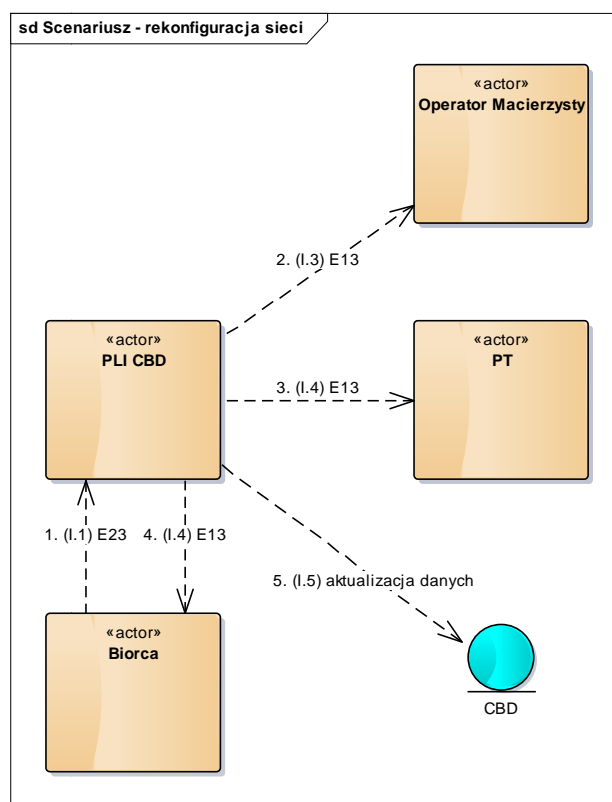 sd Scenariusz - rekonfiguracja sieci
«actor»
Operator Macierzysty
2. (I.3) E13
«actor»
PLI CBD
«actor»
PT
3. (I.4) E13
1. (I.1) E23
4. (I.4) E13
5. (I.5) aktualizacja danych
«actor»
Biorca
CBD